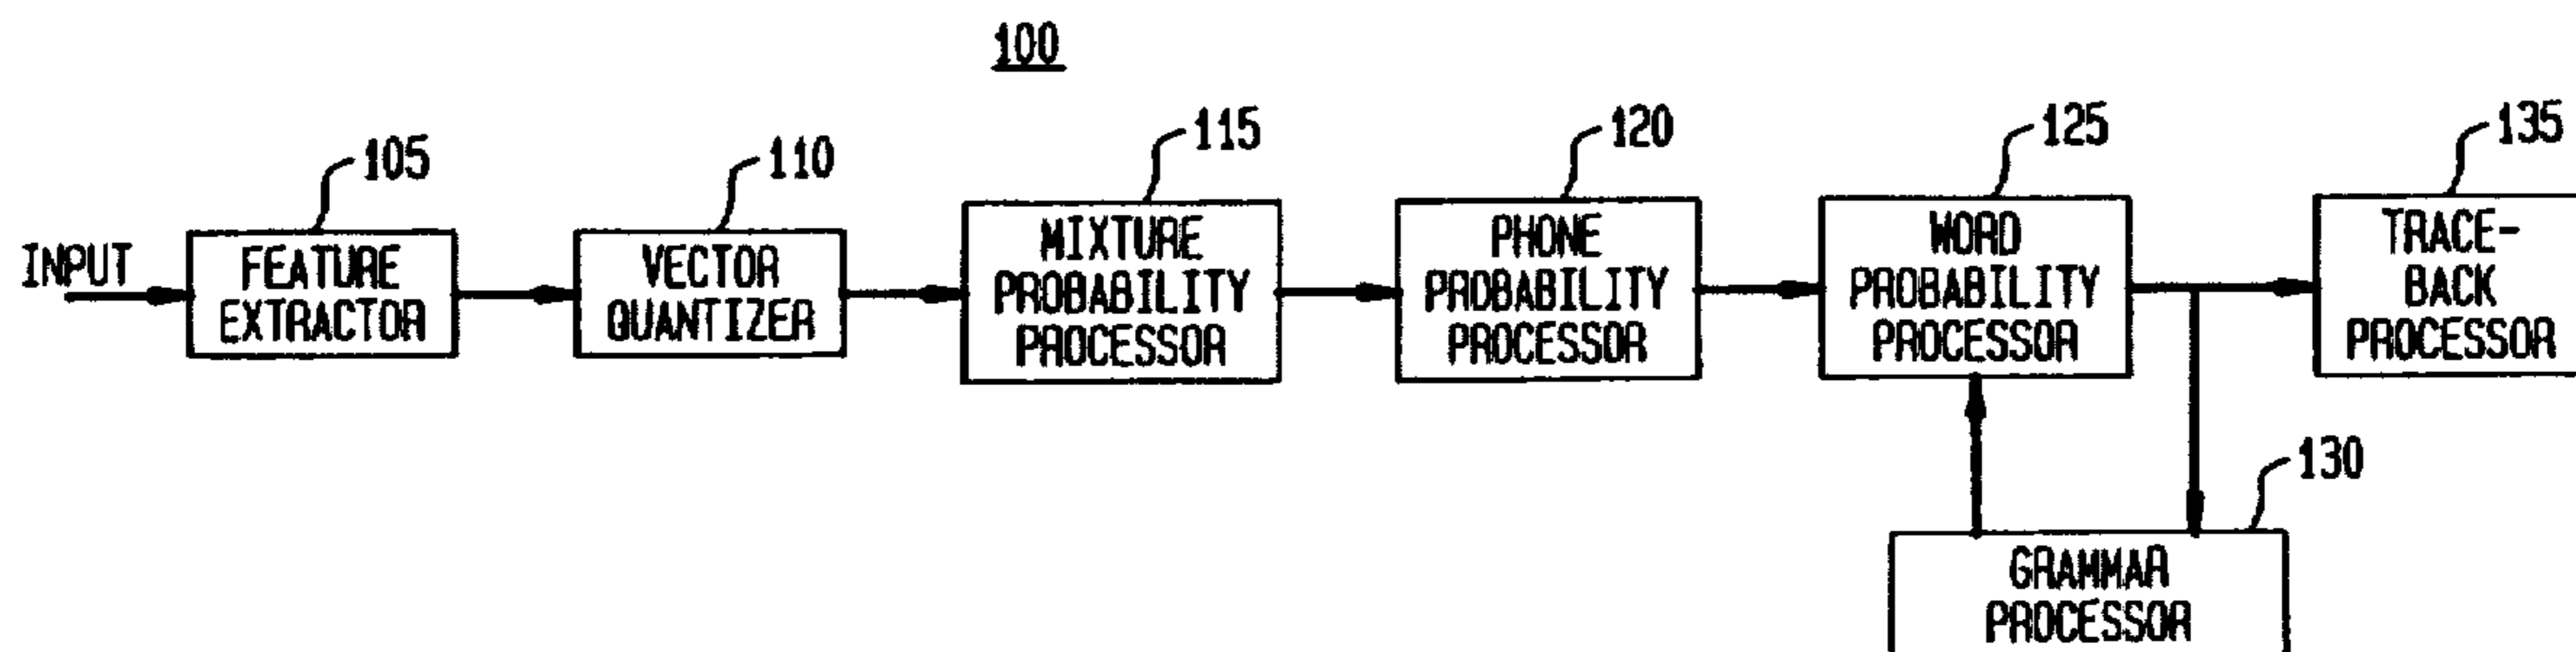 100
105
110
115
120
125
135
INPUT
FEATURE
EXTRACTOR
VECTOR
QUANTIZER
MIXTURE
PROBABILITY
PROCESSOR
PHONE
PROBABILITY
PROCESSOR
WORD
PROBABILITY
PROCESSOR
TRACE-
BACK
PROCESSOR
130
GRAMMAR
PROCESSOR